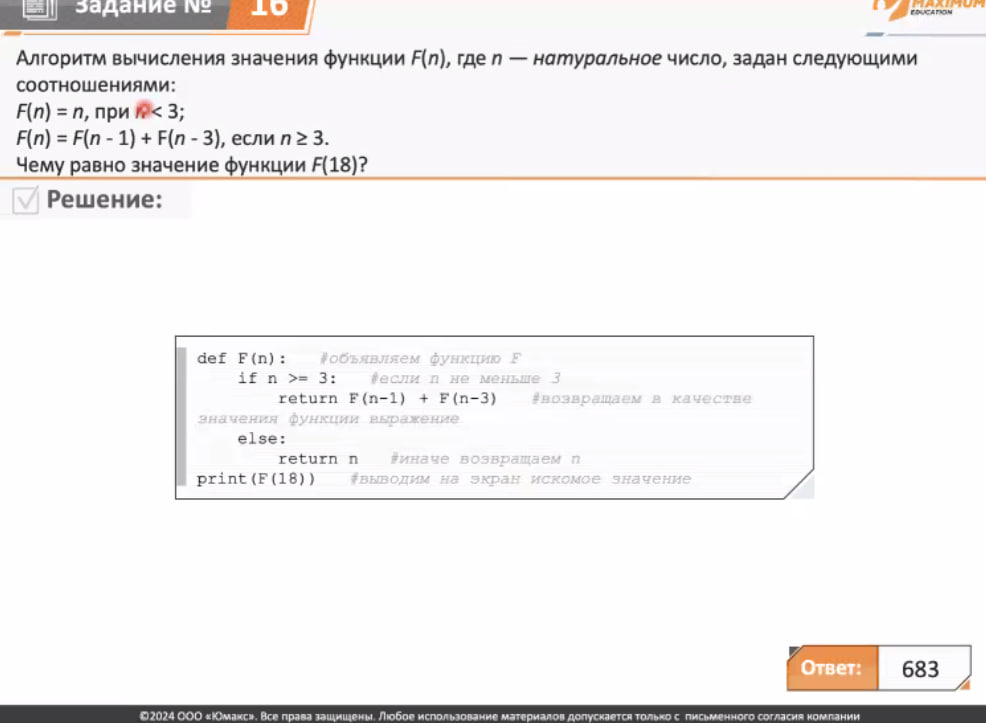 Задание № 16
MAXIMUM
EDUCATION
Алгоритм вычисления значения функции F(n), где n — натуральное число, задан следующими
соотношениями:
F(n) = n, при n < 3;
F(n) = F(n - 1) + F(n - 3), если n ≥ 3.
Чему равно значение функции F(18)?
Решение:
def F(n): #объявляем функцию F
if n >= 3: #если n не меньше 3
return F(n-1) + F(n-3) #возвращаем в качестве
значения функции выражение
else:
return n #иначе возвращаем n
print(F(18)) #выводим на экран искомое значение
Ответ: 683
©2024 ООО «Юмакс». Все права защищены. Любое использование материалов допускается только с письменного согласия компании